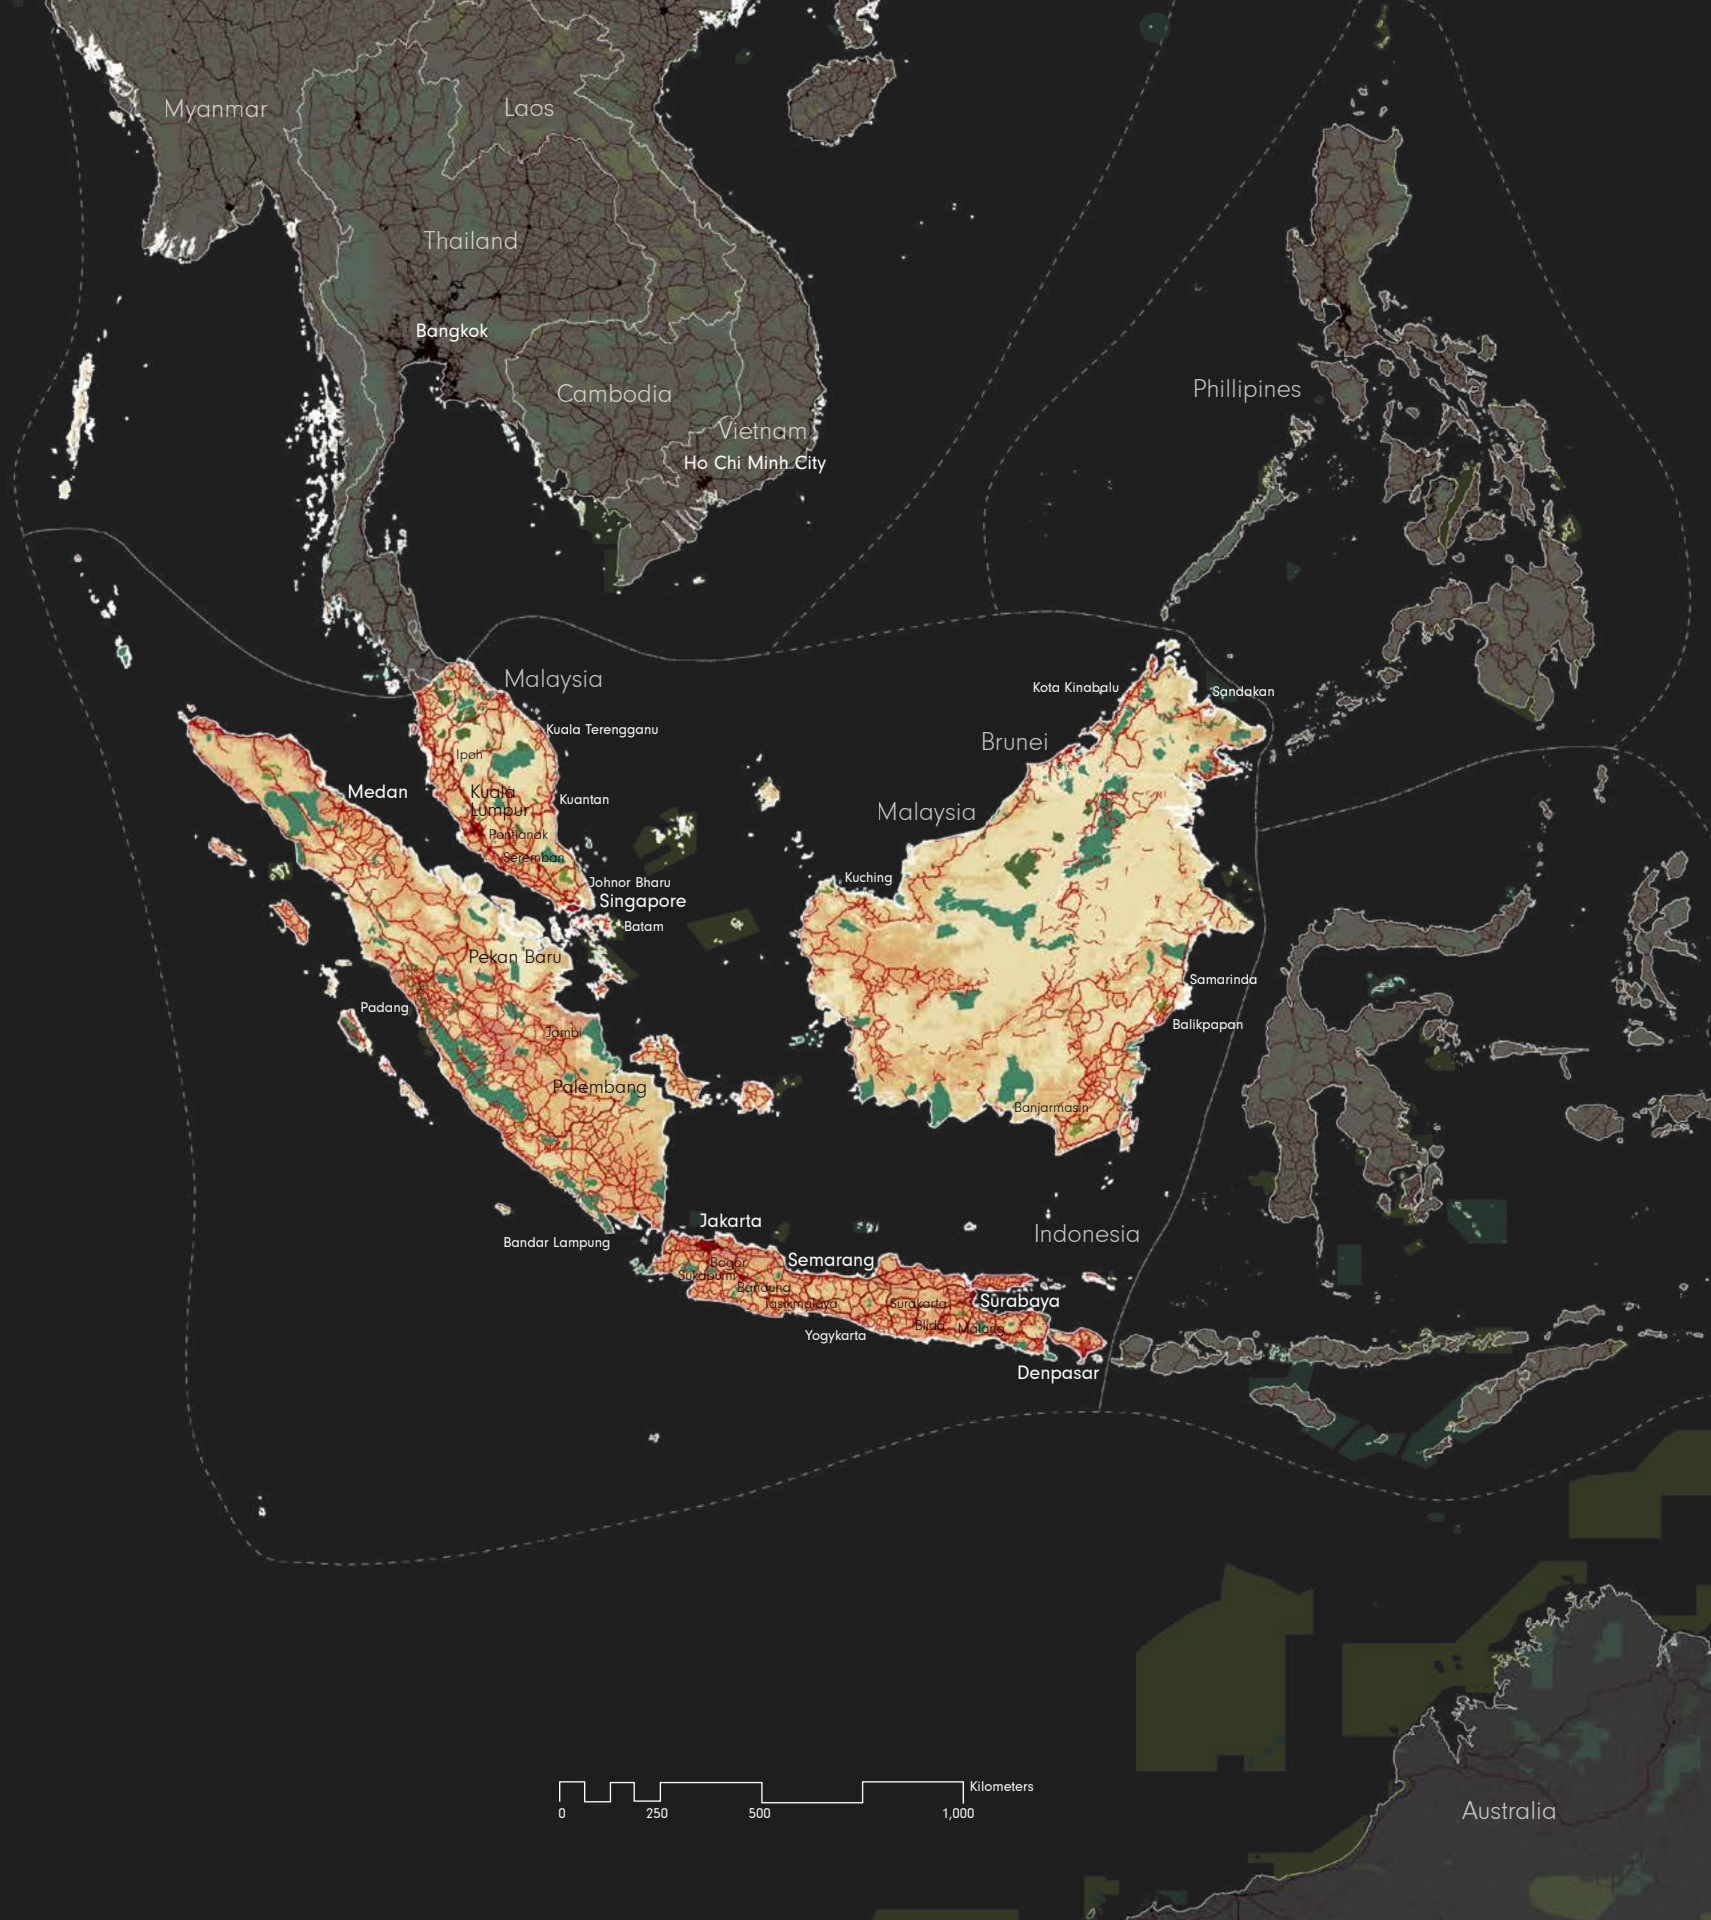 Myanmar
Laos
Thailand
Bangkok
Cambodia
Vietnam
Ho Chi Minh City
Phillipines
Malaysia
Kota Kinabalu
Sandakan
Kuala Terengganu
Brunei
Ipoh
Medan
Kuala
Lumpur
Kuantan
Malaysia
Pontianak
Seremban
Kuching
Johnor Bharu
Singapore
Batam
Pekan Baru
Samarinda
Padang
Balikpapan
Jambi
Palembang
Banjarmasin
Jakarta
Indonesia
Bandar Lampung
Semarang
Bogor
Sukabumi
Bandung
Tasikmalaya
Surakarta
Surabaya
Blida
Malang
Yogykarta
Denpasar
Kilometers
0 250 500 1,000
Australia